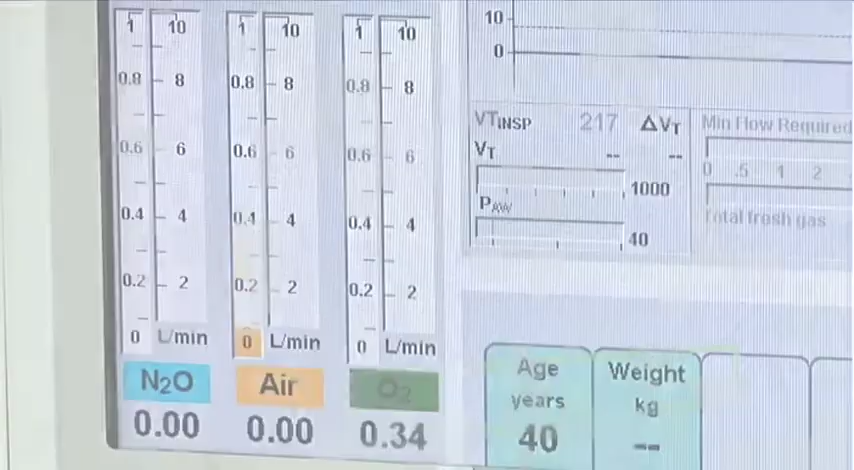 1 10 1 10 1 10
0.8 8 0.8 8 0.8 8
0.6 6 0.6 6 0.6 6
0.4 4 0.4 4 0.4 4
0.2 2 0.2 2 0.2 2
0 L/min 0 L/min 0 L/min
N2O Air O2
0.00 0.00 0.34
10
0
VTINSP 217 ΔVT
VT -- --
1000
PAW
40
Min Flow Required
0 .5 1 2
Total fresh gas
Age Weight
years kg
40 --